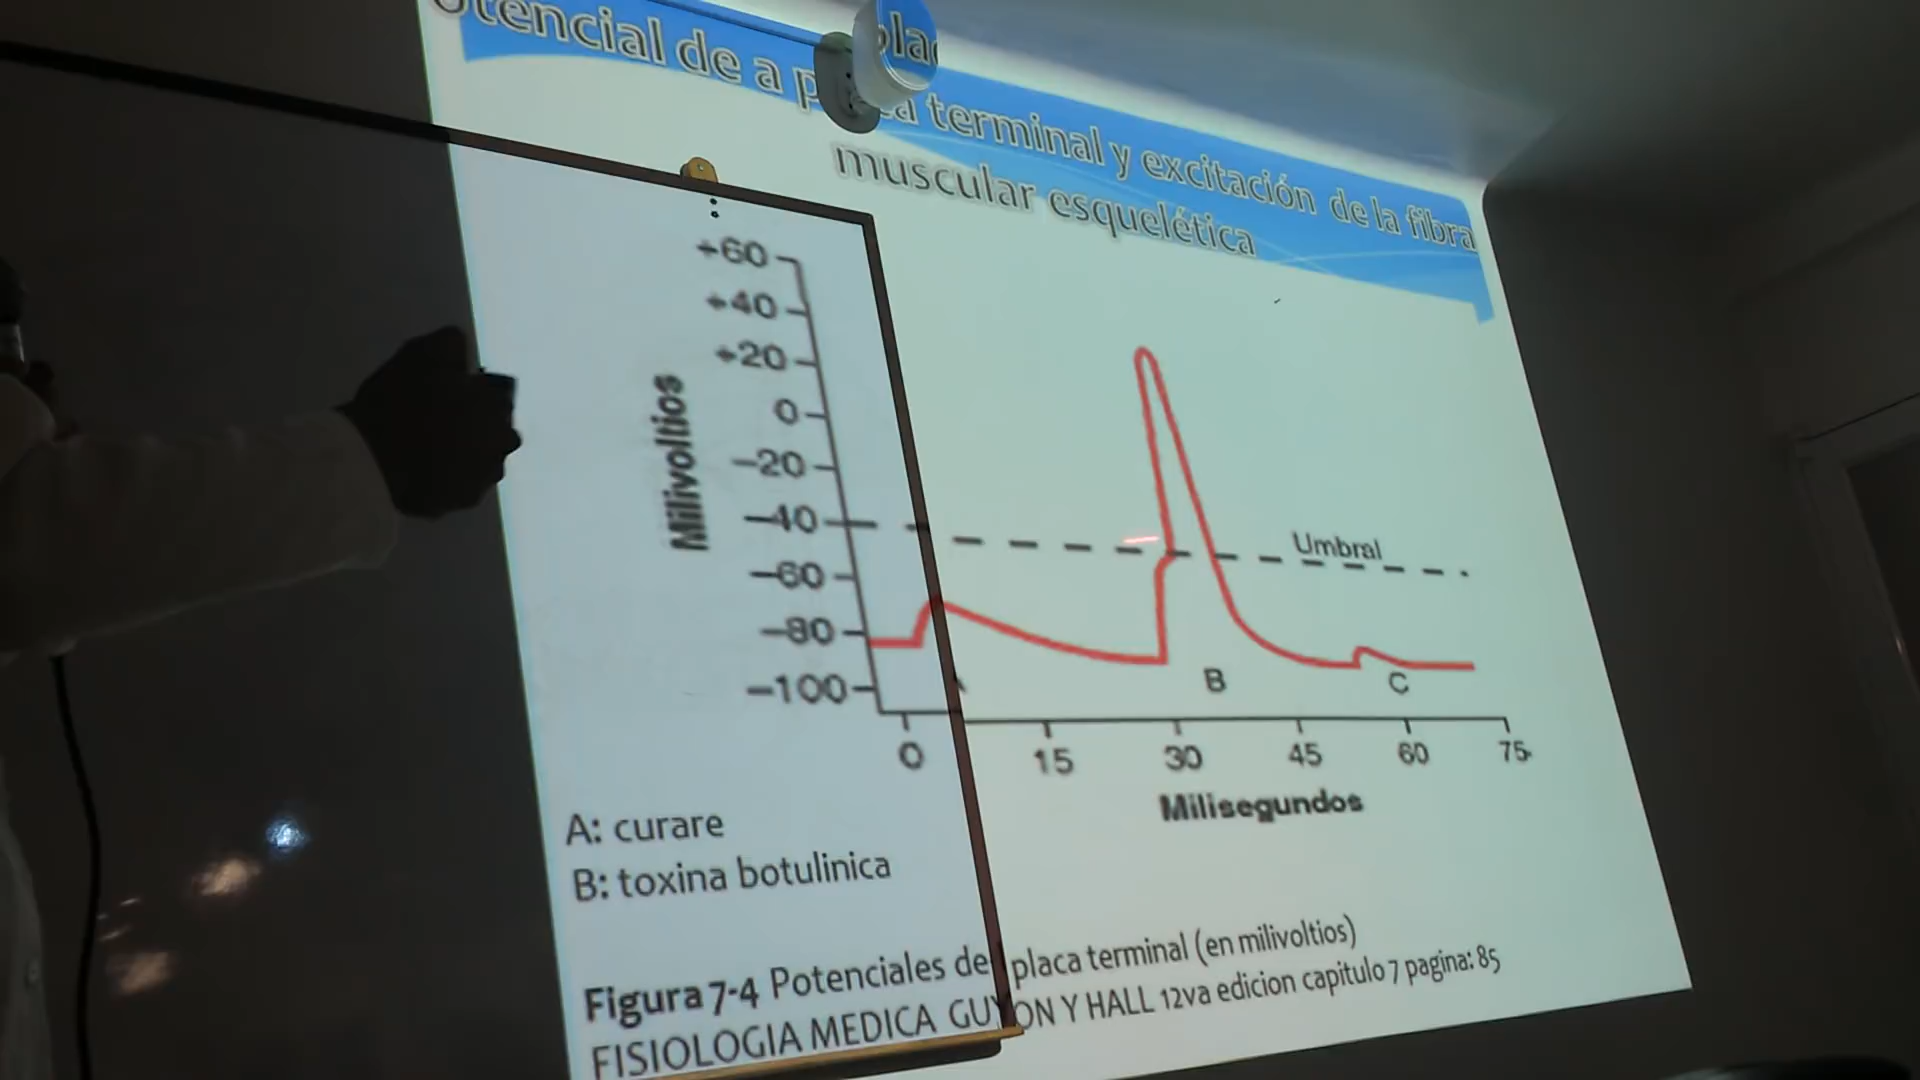 otencial de a placa terminal y excitación de la fibra
muscular esquelética
+60
+40
+20
0
−20
−40
−60
−80
−100
Milivoltios
Umbral
B
C
0 15 30 45 60 75
Milisegundos
A: curare
B: toxina botulinica
Figura 7-4 Potenciales de placa terminal (en milivoltios)
FISIOLOGIA MEDICA GUYON Y HALL 12va edicion capitulo 7 pagina: 85